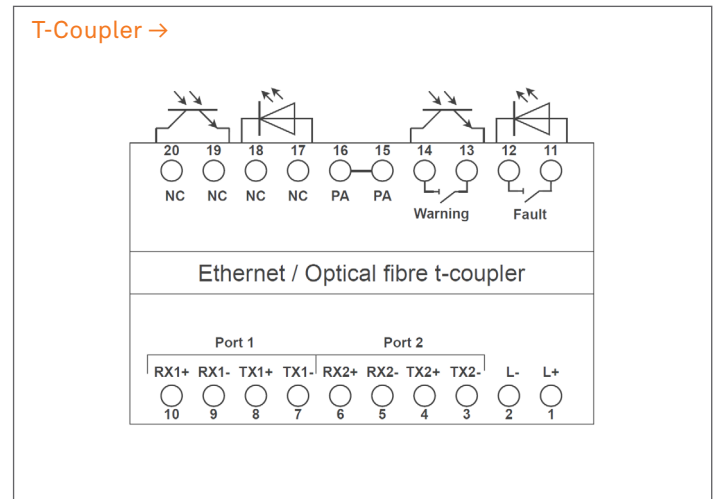 T-Coupler →
20 19 18 17 16 15 14 13 12 11
NC NC NC NC PA PA
Warning Fault
Ethernet / Optical fibre t-coupler
Port 1 Port 2
RX1+ RX1- TX1+ TX1- RX2+ RX2- TX2+ TX2- L- L+
10 9 8 7 6 5 4 3 2 1